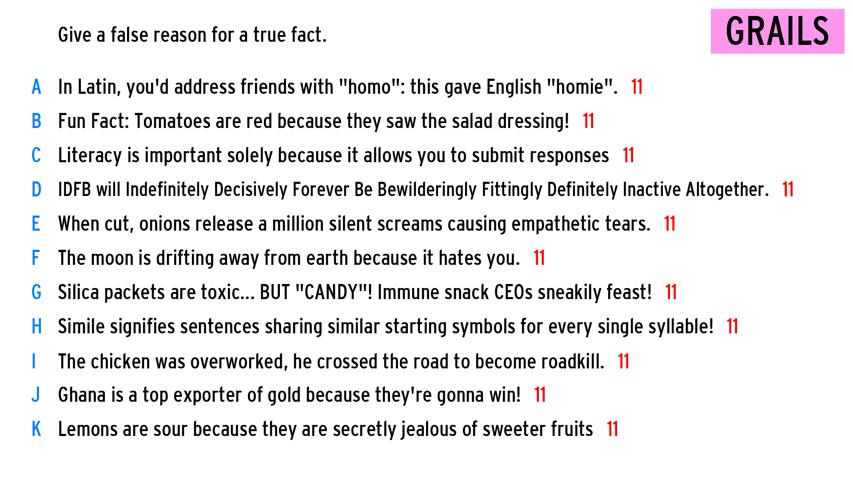 Give a false reason for a true fact.
GRAILS
A In Latin, you'd address friends with "homo": this gave English "homie". 11
B Fun Fact: Tomatoes are red because they saw the salad dressing! 11
C Literacy is important solely because it allows you to submit responses 11
D IDFB will Indefinitely Decisively Forever Be Bewilderingly Fittingly Definitely Inactive Altogether. 11
E When cut, onions release a million silent screams causing empathetic tears. 11
F The moon is drifting away from earth because it hates you. 11
G Silica packets are toxic... BUT "CANDY"! Immune snack CEOs sneakily feast! 11
H Simile signifies sentences sharing similar starting symbols for every single syllable! 11
I The chicken was overworked, he crossed the road to become roadkill. 11
J Ghana is a top exporter of gold because they're gonna win! 11
K Lemons are sour because they are secretly jealous of sweeter fruits 11